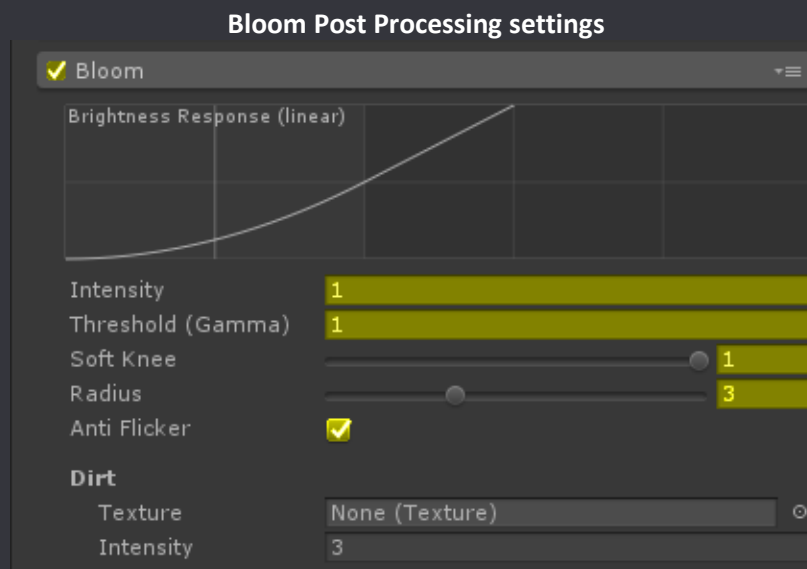 Bloom Post Processing settings
Bloom
Brightness Response (linear)
Intensity 1
Threshold (Gamma) 1
Soft Knee 1
Radius 3
Anti Flicker
Dirt
Texture None (Texture)
Intensity 3